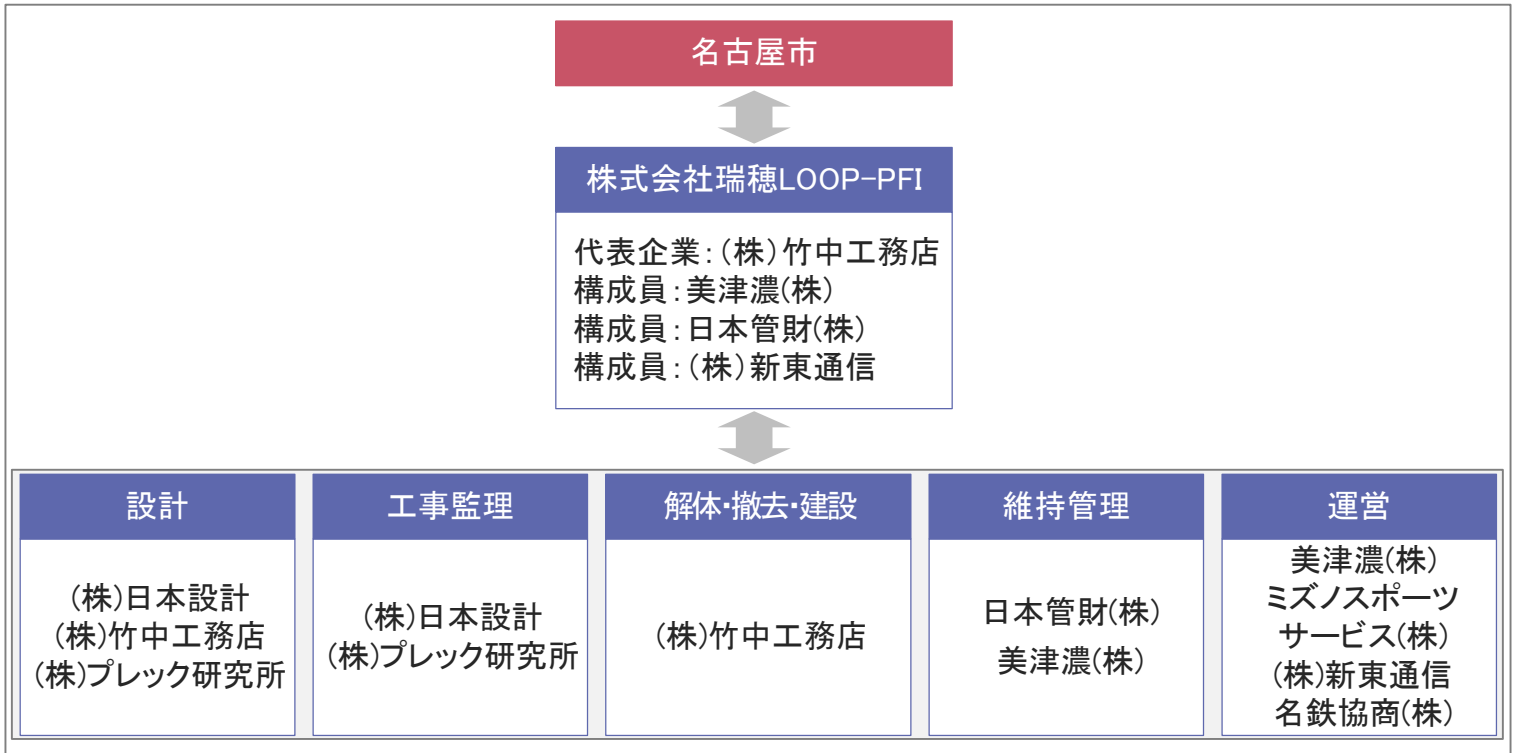 名古屋市
株式会社瑞穂LOOP-PFI
代表企業:(株)竹中工務店
構成員:美津濃(株)
構成員:日本管財(株)
構成員:(株)新東通信
設計
(株)日本設計
(株)竹中工務店
(株)プレック研究所
工事監理
(株)日本設計
(株)プレック研究所
解体・撤去・建設
(株)竹中工務店
維持管理
日本管財(株)
美津濃(株)
運営
美津濃(株)
ミズノスポーツ
サービス(株)
(株)新東通信
名鉄協商(株)